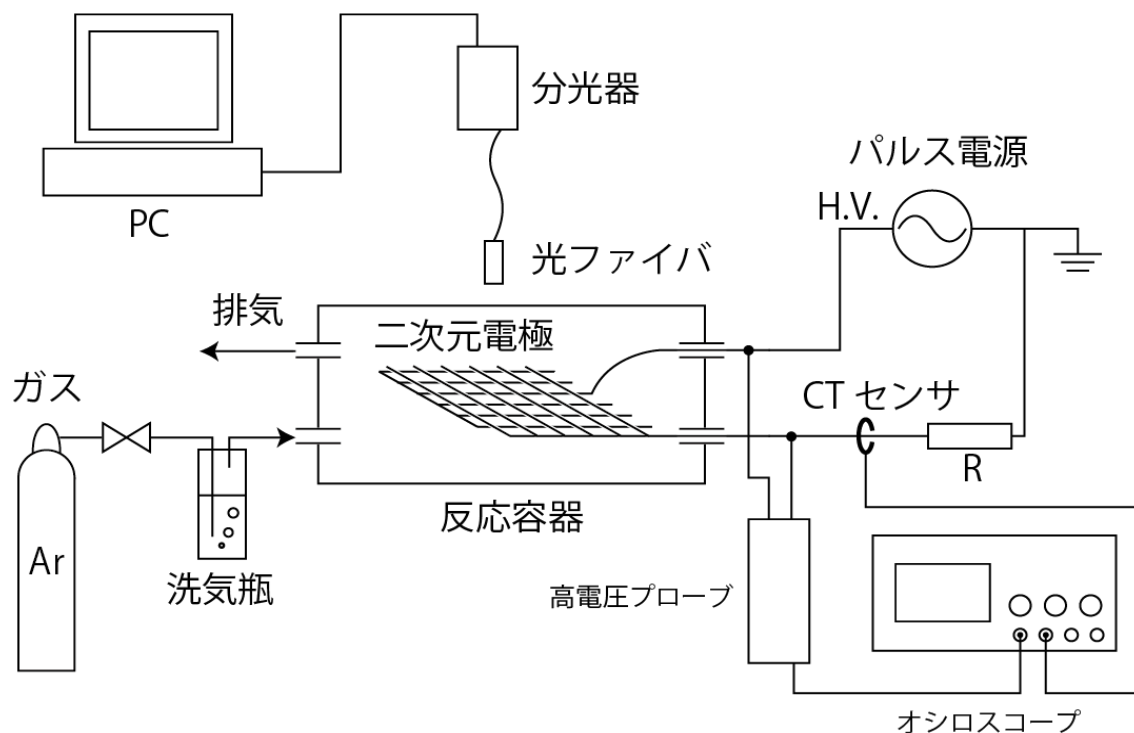 分光器
パルス電源
H.V.
PC
光ファイバ
排気
二次元電極
ガス
CT センサ
R
反応容器
Ar
洗気瓶
高電圧プローブ
オシロスコープ